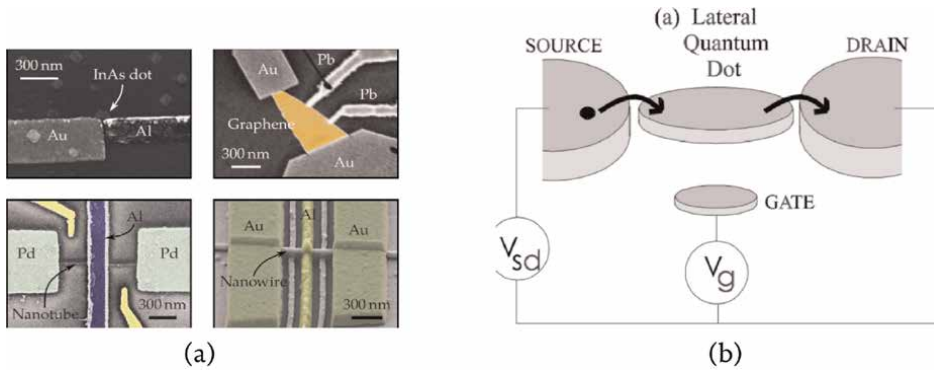 300 nm
InAs dot
Au
Al
Au
Pb
Pb
Graphene
300 nm
Au
Pd
Al
Pd
Nanotube
300 nm
Au
Al
Au
Nanowire
300 nm
(a)
(a) Lateral
Quantum
Dot
SOURCE
DRAIN
GATE
Vsd
Vg
(b)